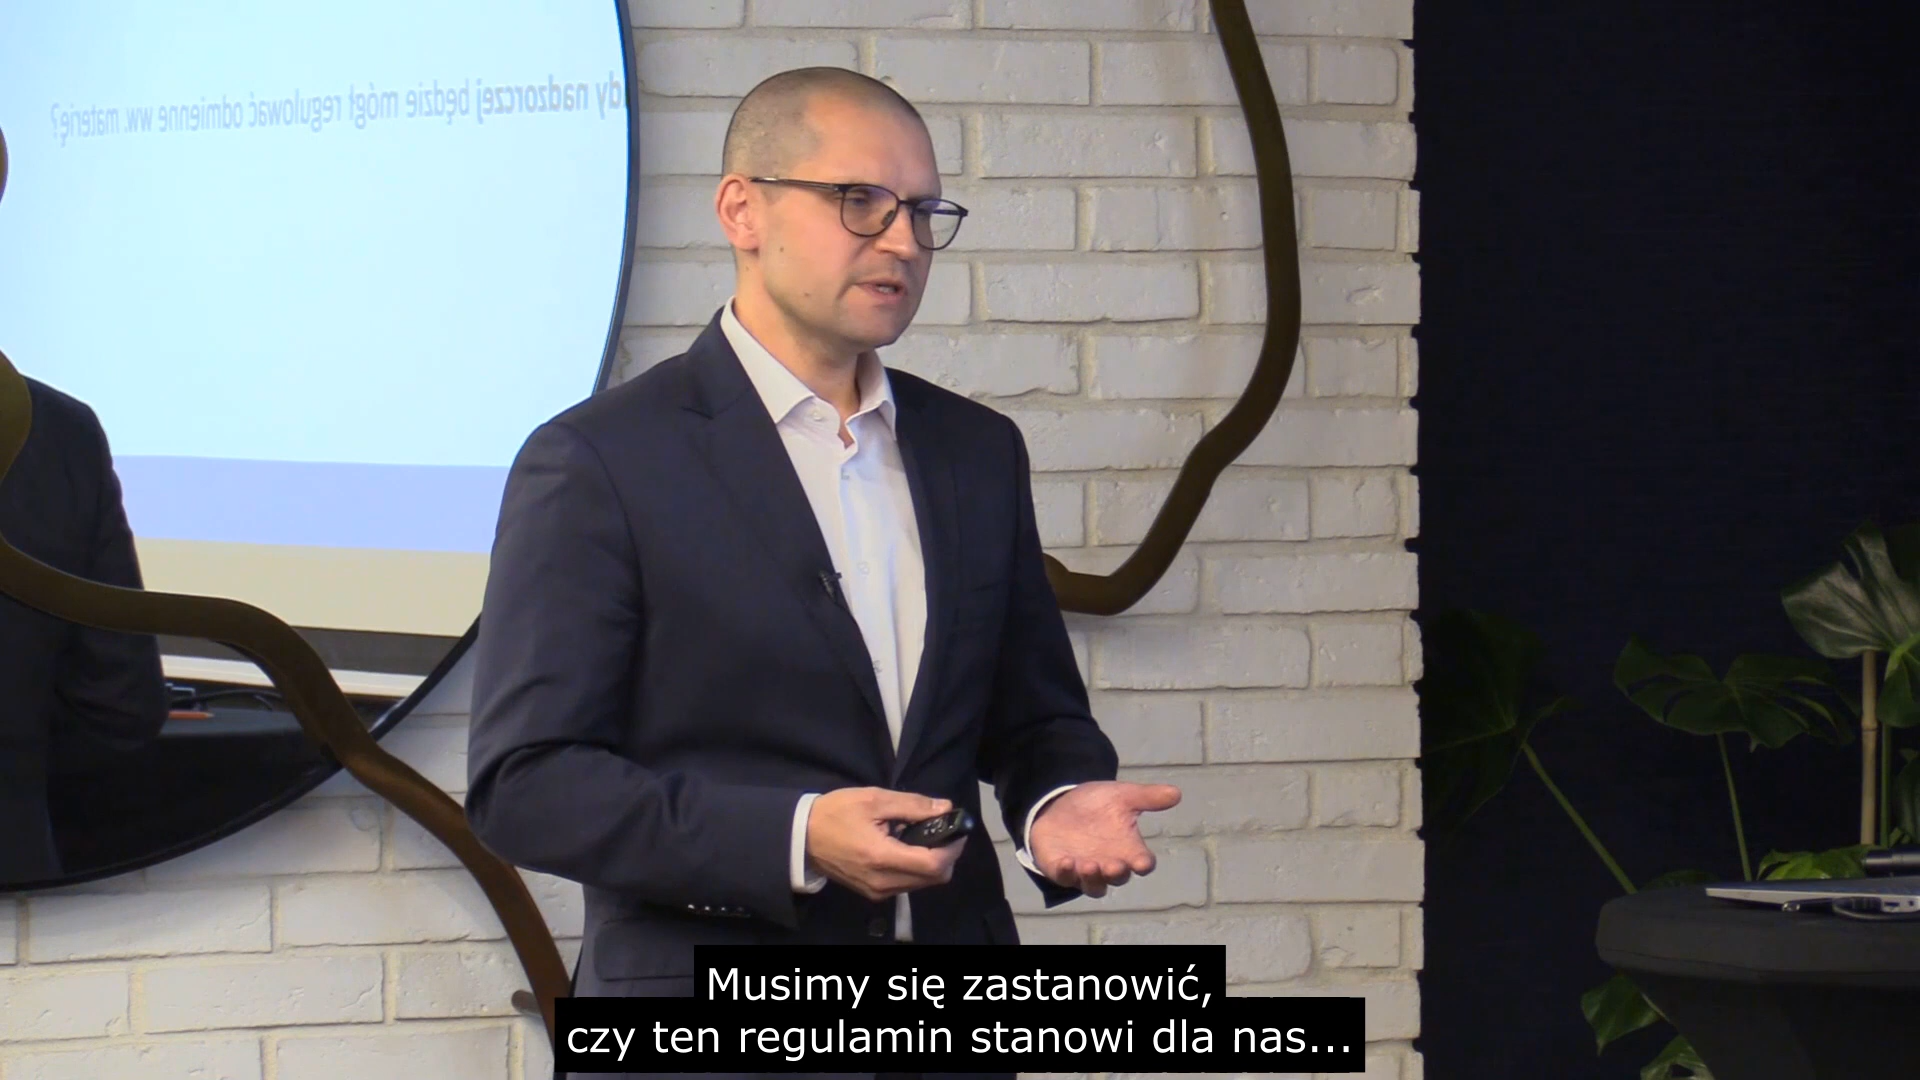 dy nadzorczej będzie mógł regulować odmienne ww. materię?
Musimy się zastanowić,
czy ten regulamin stanowi dla nas...